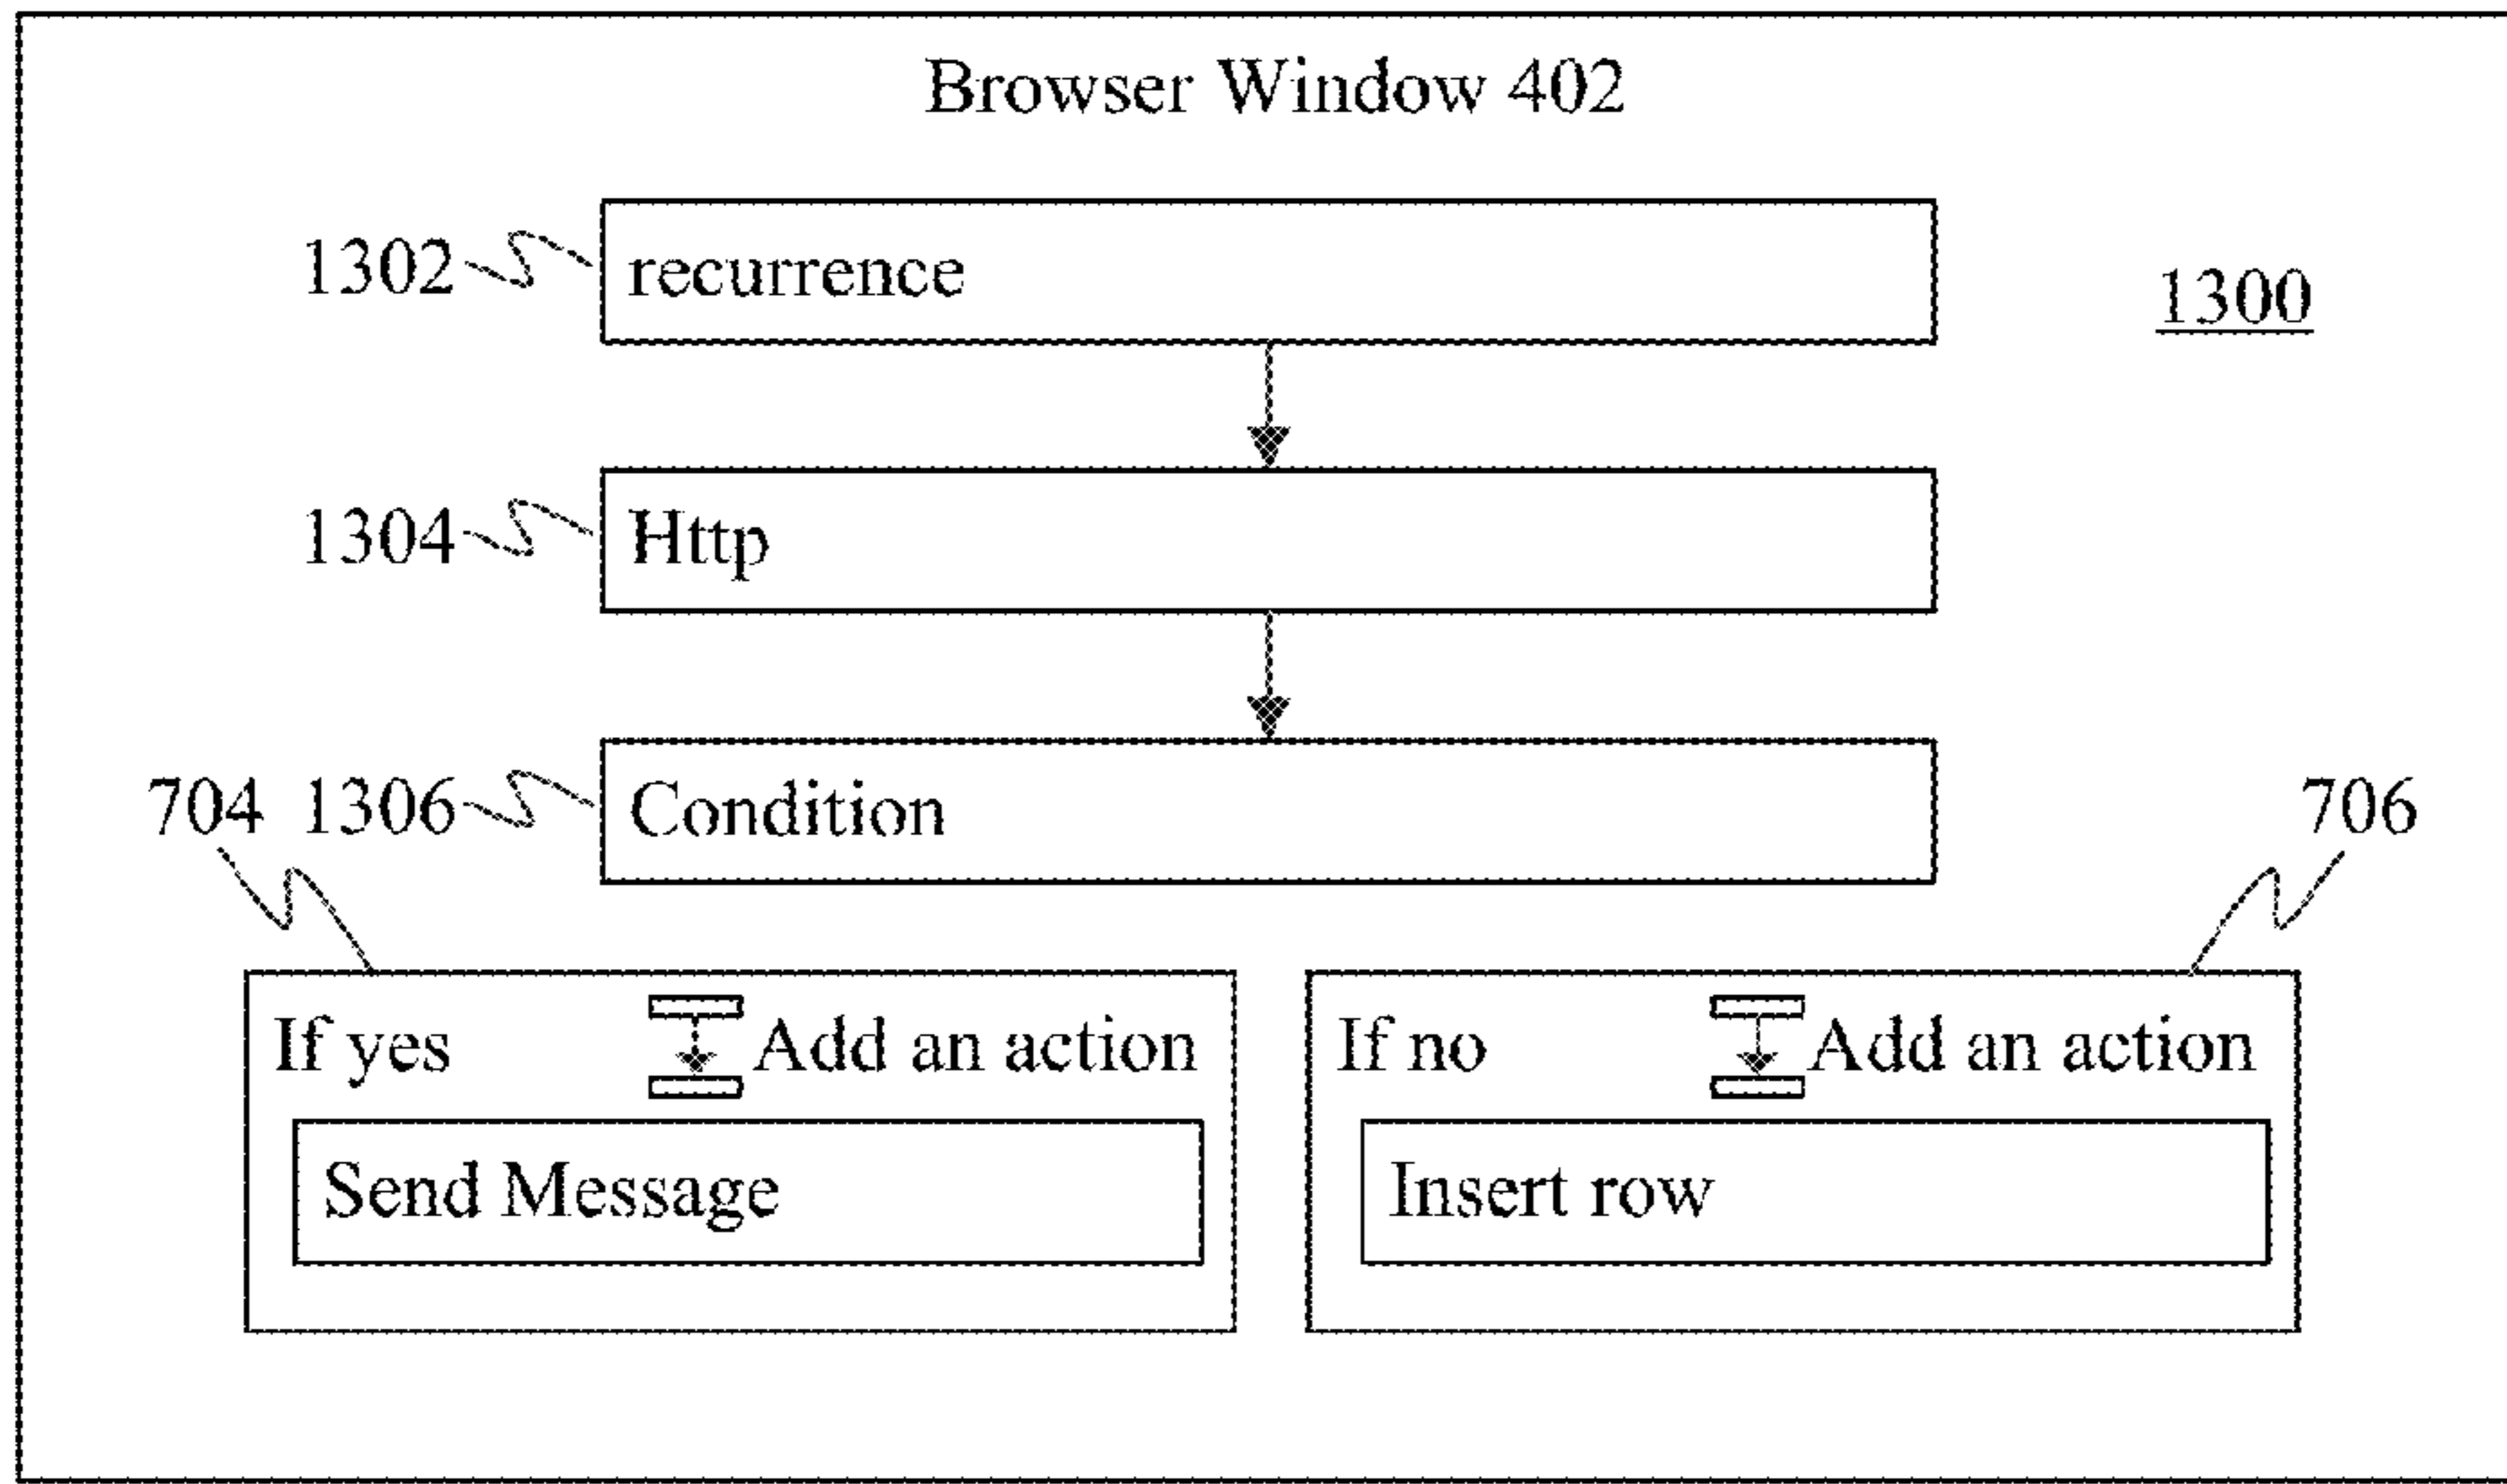 Browser Window 402
1302 recurrence
1300
1304 Http
704 1306 Condition 706
If yes Add an action
If no Add an action
Send Message
Insert row